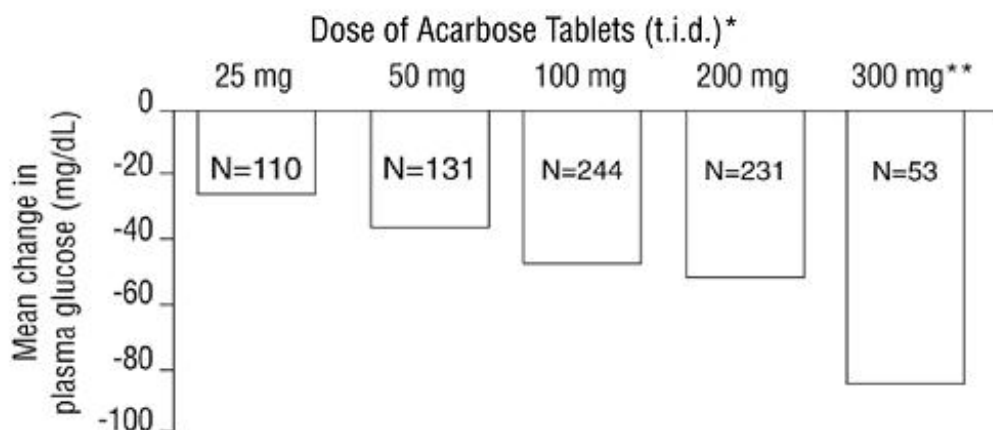 Dose of Acarbose Tablets (t.i.d.)*
25 mg 50 mg 100 mg 200 mg 300 mg**
Mean change in
plasma glucose (mg/dL)
0
-20
-40
-60
-80
-100
N=110 N=131 N=244 N=231 N=53